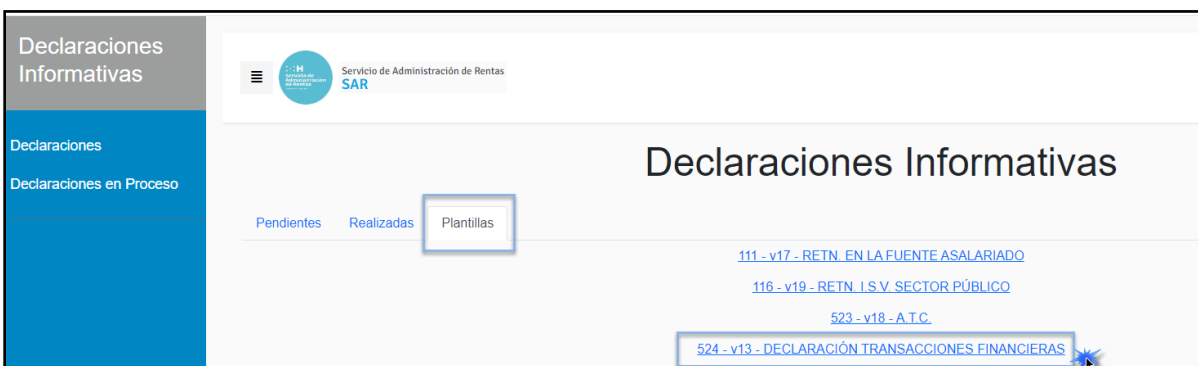 Declaraciones
Informativas
Servicio de Administración de Rentas
SAR
Declaraciones
Declaraciones en Proceso
Declaraciones Informativas
Pendientes Realizadas Plantillas
111 - v17 - RETN. EN LA FUENTE ASALARIADO
116 - v19 - RETN. I.S.V. SECTOR PÚBLICO
523 - v18 - A.T.C.
524 - v13 - DECLARACIÓN TRANSACCIONES FINANCIERAS